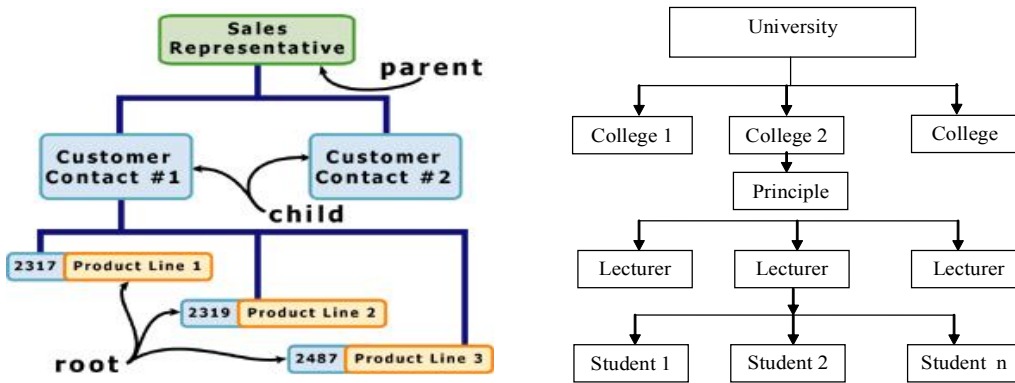 Sales
Representative
parent
Customer
Contact #1
Customer
Contact #2
child
2317 Product Line 1
2319 Product Line 2
root
2487 Product Line 3
University
College 1
College 2
College
Principle
Lecturer
Lecturer
Lecturer
Student 1
Student 2
Student n